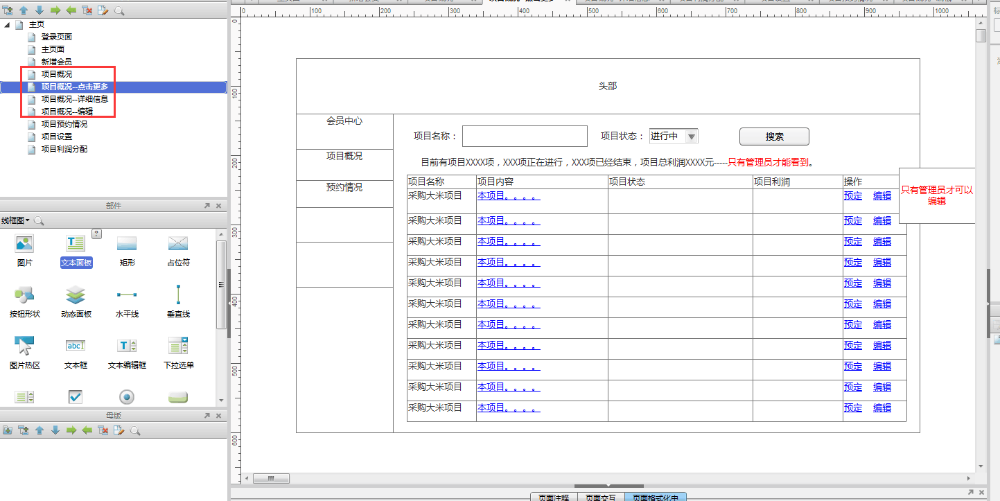 主页
登录页面
主页面
新增会员
项目概况
项目概况--点击更多
项目概况--详细信息
项目概况--编辑
项目预约情况
项目设置
项目利润分配
部件
线框图
?
图片
文本面板
矩形
占位符
按钮形状
动态面板
水平线
垂直线
图片热区
文本框
文本编辑框
下拉选单
母版
0 100 200 300 400 500 600 700 800 900 1000
0
100
200
300
400
500
600
头部
会员中心
项目概况
预约情况
项目名称：
项目状态：
进行中
搜索
目前有项目XXXX项，XXX项正在进行，XXX项已经结束，项目总利润XXXX元-----只有管理员才能看到。
项目名称 项目内容 项目状态 项目利润 操作
采购大米项目 本项目。。。。 预定 编辑
采购大米项目 本项目。。。。 预定 编辑
采购大米项目 本项目。。。。 预定 编辑
采购大米项目 本项目。。。。 预定 编辑
采购大米项目 本项目。。。。 预定 编辑
采购大米项目 本项目。。。。 预定 编辑
采购大米项目 本项目。。。。 预定 编辑
采购大米项目 本项目。。。。 预定 编辑
采购大米项目 本项目。。。。 预定 编辑
采购大米项目 本项目。。。。 预定 编辑
采购大米项目 本项目。。。。 预定 编辑
只有管理员才可以
编辑
页面注释 页面交互 页面格式化中